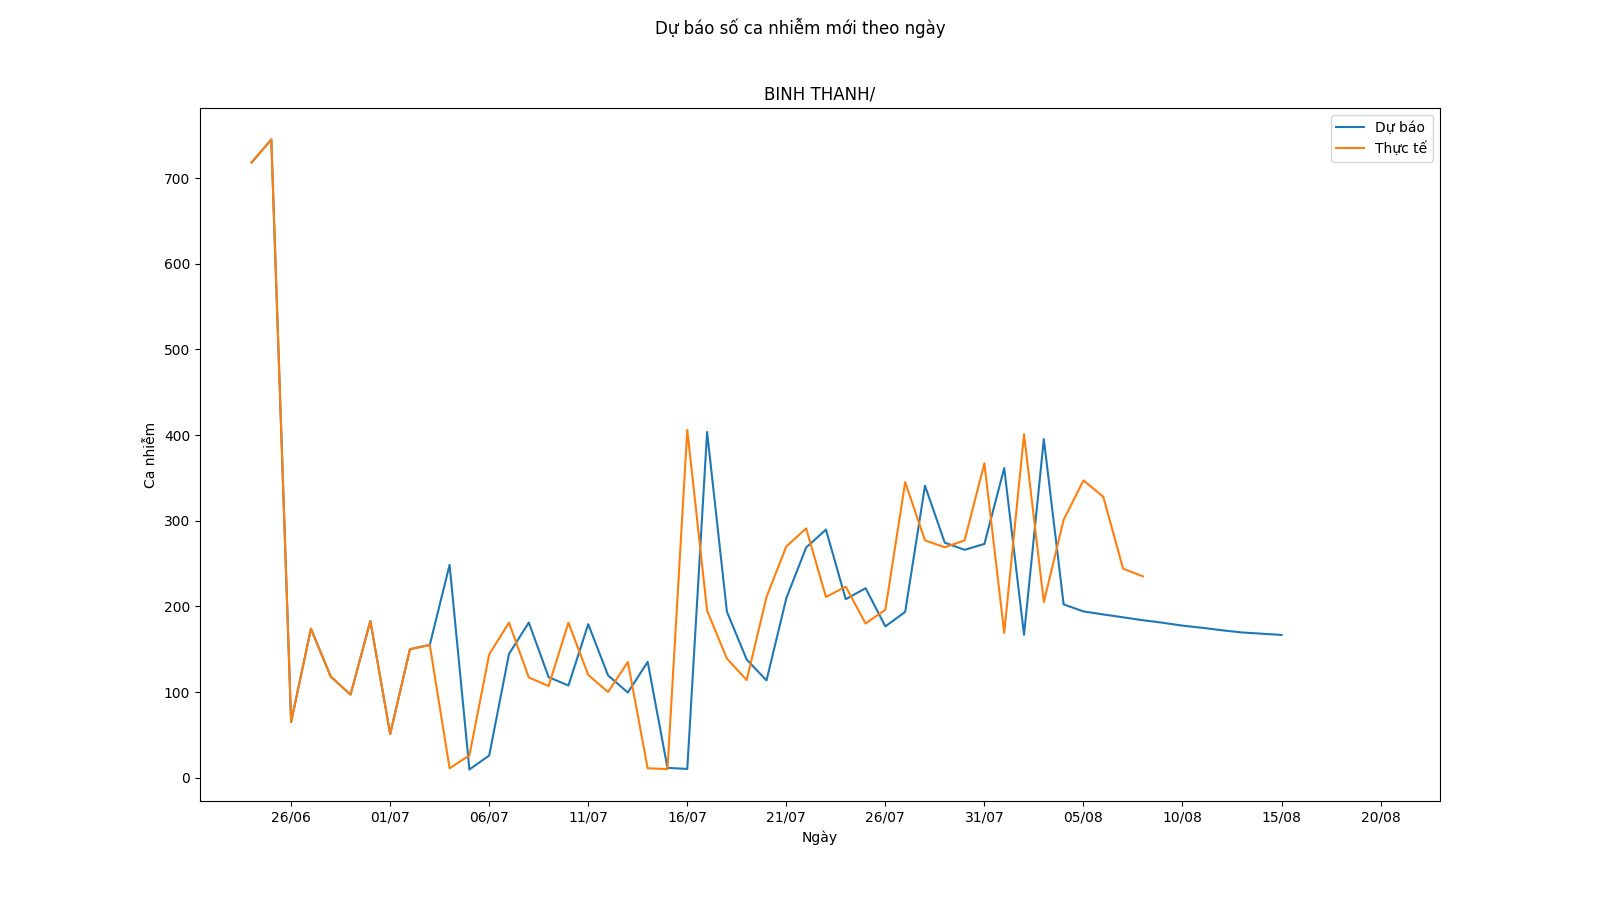 Dự báo số ca nhiễm mới theo ngày
BINH THANH/
Dự báo
Thực tế
700
600
500
400
300
200
100
0
Ca nhiễm
26/06 01/07 06/07 11/07 16/07 21/07 26/07 31/07 05/08 10/08 15/08 20/08
Ngày